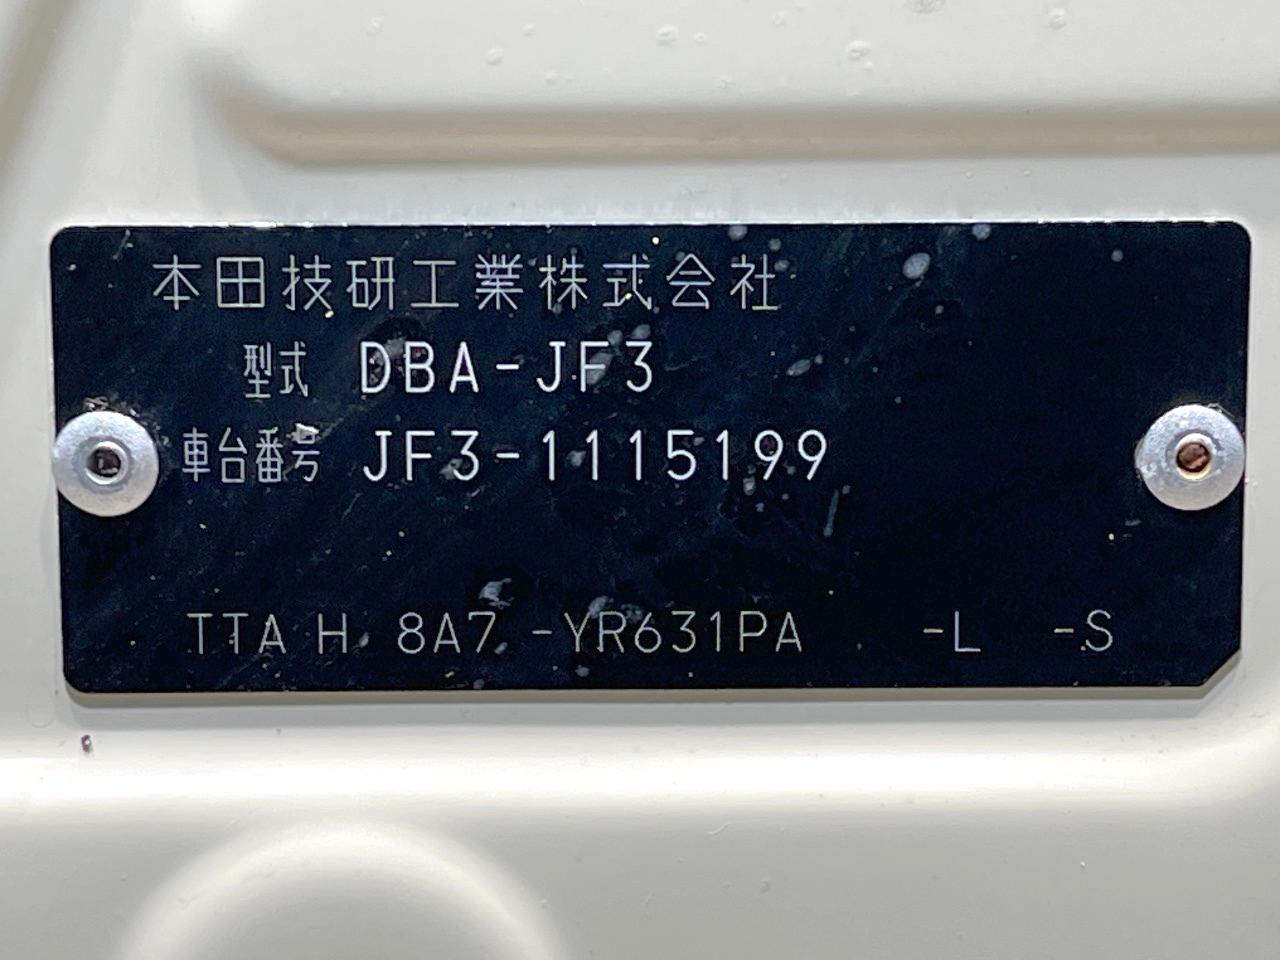 本田技研工業株式会社
型式 DBA-JF3
車台番号 JF3-1115199
TTA H 8A7 -YR631PA -L -S